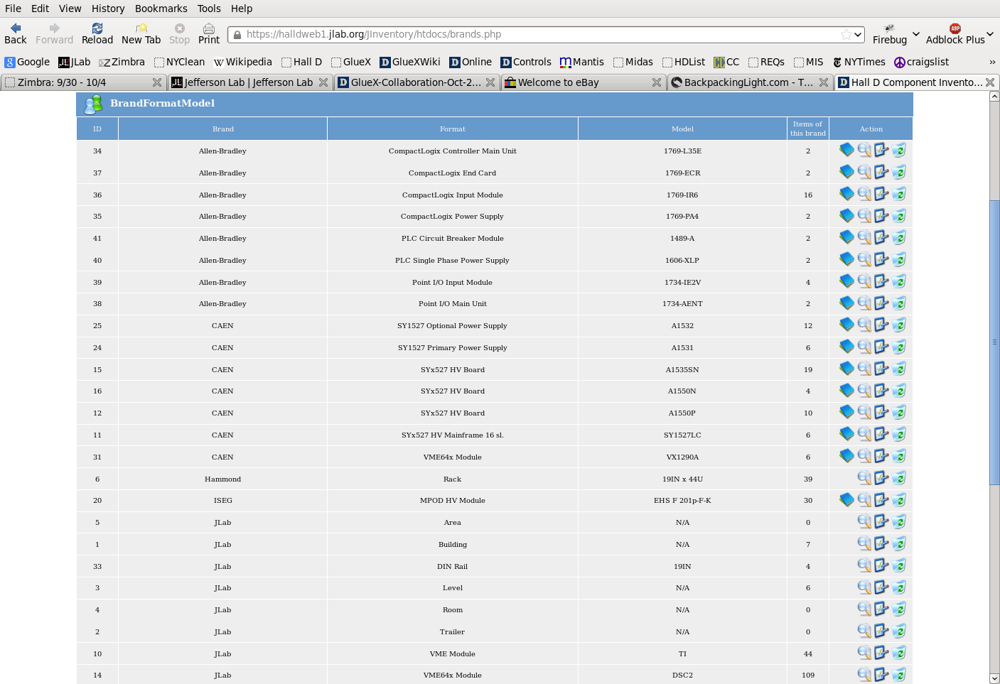 File Edit View History Bookmarks Tools Help
Back Forward Reload New Tab Stop Print https://halldweb1.jlab.org/JInventory/htdocs/brands.php Firebug ABP Adblock Plus
Google JLab Zimbra NYClean W Wikipedia Hall D GlueX D GlueXWiki D Online D Controls Mantis Midas HDList CC REQs MIS NYTimes craigslist »
Zimbra: 9/30 - 10/4 Jefferson Lab | Jefferson Lab D GlueX-Collaboration-Oct-2... Welcome to eBay BackpackingLight.com - T... D Hall D Component Invento...
BrandFormatModel
ID Brand Format Model Items of this brand Action
34 Allen-Bradley CompactLogix Controller Main Unit 1769-L35E 2
37 Allen-Bradley CompactLogix End Card 1769-ECR 2
36 Allen-Bradley CompactLogix Input Module 1769-IR6 16
35 Allen-Bradley CompactLogix Power Supply 1769-PA4 2
41 Allen-Bradley PLC Circuit Breaker Module 1489-A 2
40 Allen-Bradley PLC Single Phase Power Supply 1606-XLP 2
39 Allen-Bradley Point I/O Input Module 1734-IE2V 4
38 Allen-Bradley Point I/O Main Unit 1734-AENT 2
25 CAEN SY1527 Optional Power Supply A1532 12
24 CAEN SY1527 Primary Power Supply A1531 6
15 CAEN SYx527 HV Board A1535SN 19
16 CAEN SYx527 HV Board A1550N 4
12 CAEN SYx527 HV Board A1550P 10
11 CAEN SYx527 HV Mainframe 16 sl. SY1527LC 6
31 CAEN VME64x Module VX1290A 6
6 Hammond Rack 19IN x 44U 39
20 ISEG MPOD HV Module EHS F 201p-F-K 30
5 JLab Area N/A 0
1 JLab Building N/A 7
33 JLab DIN Rail 19IN 4
3 JLab Level N/A 6
4 JLab Room N/A 0
2 JLab Trailer N/A 0
10 JLab VME Module TI 44
14 JLab VME64x Module DSC2 109